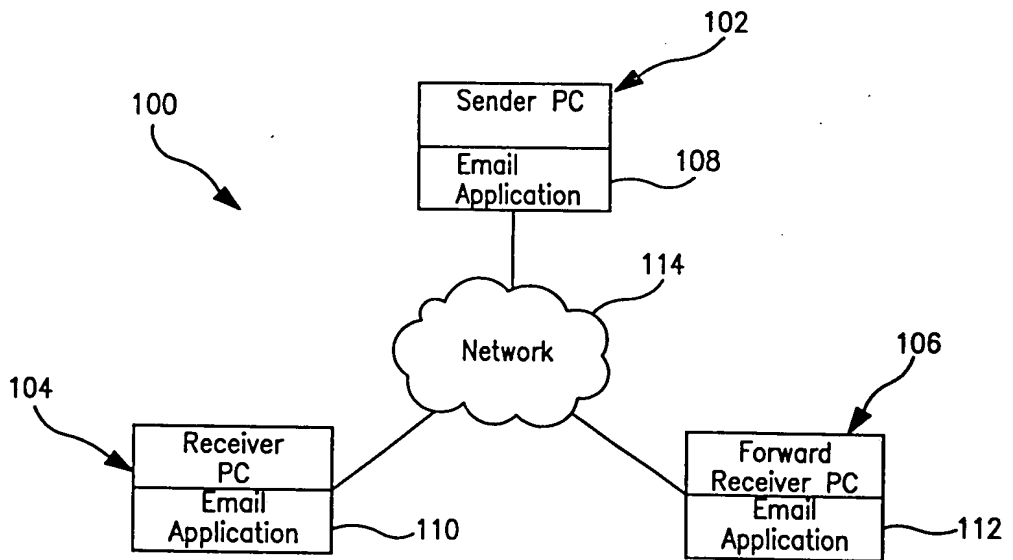 102
Sender PC
100
Email
Application
108
114
Network
106
104
Receiver
PC
Forward
Receiver PC
Email
Application
110
Email
Application
112